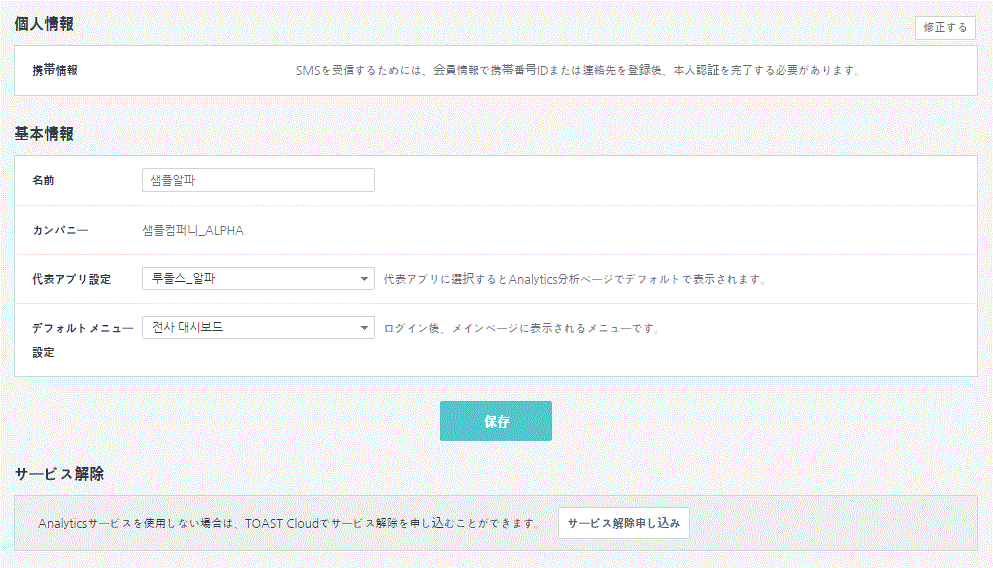 個人情報
修正する
携帯情報 SMSを受信するためには、会員情報で携帯番号IDまたは連絡先を登録後、本人認証を完了する必要があります。
基本情報
名前 샘플알파
カンパニー 샘플컴퍼니_ALPHA
代表アプリ設定 루돌스_알파 代表アプリに選択するとAnalytics分析ページでデフォルトで表示されます。
デフォルトメニュー 전사 대시보드 ログイン後、メインページに表示されるメニューです。
設定
保存
サービス解除
Analyticsサービスを使用しない場合は、TOAST Cloudでサービス解除を申し込むことができます。 サービス解除申し込み